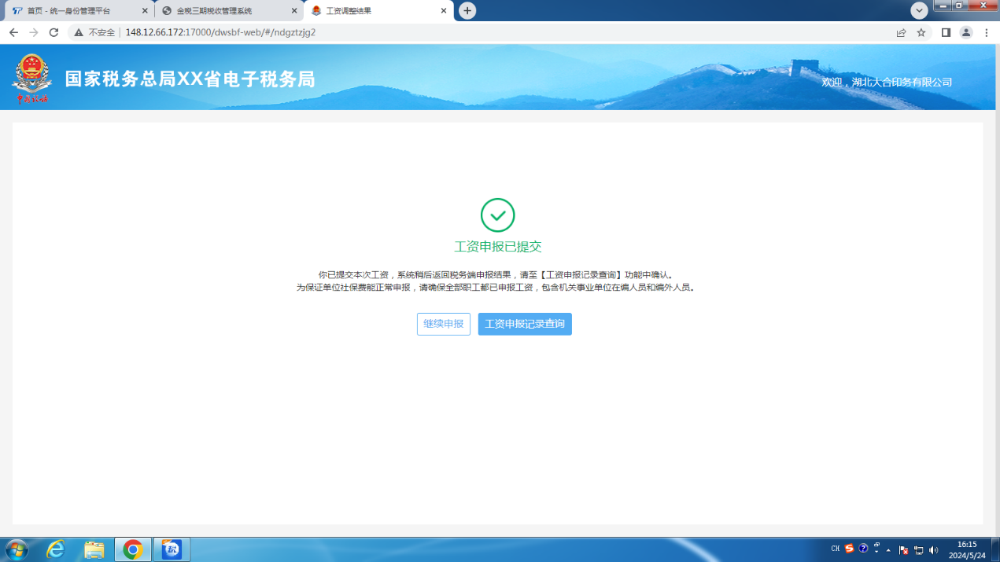 首页 - 统一身份管理平台
金税三期税收管理系统
工资调整结果
不安全
148.12.66.172:17000/dwsbf-web/#/ndgztzjg2
国家税务总局XX省电子税务局
欢迎，湖北大合印务有限公司
工资申报已提交
你已提交本次工资，系统稍后返回税务端申报结果，请至【工资申报记录查询】功能中确认。
为保证单位社保费能正常申报，请确保全部职工都已申报工资，包含机关事业单位在编人员和编外人员。
继续申报
工资申报记录查询
税
CH
16:15
2024/5/24